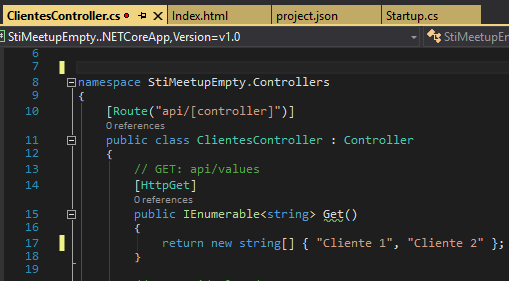 ClientesController.cs Index.html project.json Startup.cs
StiMeetupEmpty..NETCoreApp,Version=v1.0 StiMeetupEm
6
7
8 namespace StiMeetupEmpty.Controllers
9 {
10 [Route("api/[controller]")]
0 references
11 public class ClientesController : Controller
12 {
13 // GET: api/values
14 [HttpGet]
0 references
15 public IEnumerable<string> Get()
16 {
17 return new string[] { "Cliente 1", "Cliente 2" };
18 }
19